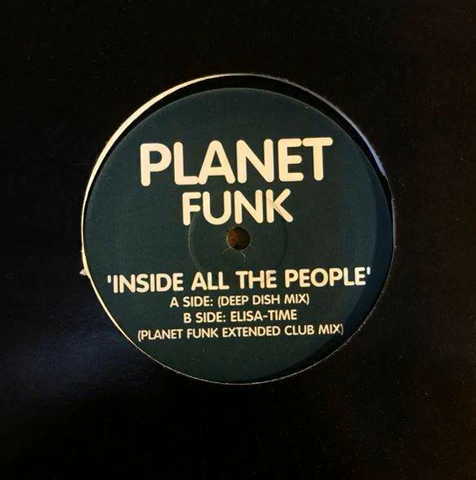 PLANET
FUNK
'INSIDE ALL THE PEOPLE'
A SIDE: (DEEP DISH MIX)
B SIDE: ELISA-TIME
(PLANET FUNK EXTENDED CLUB MIX)